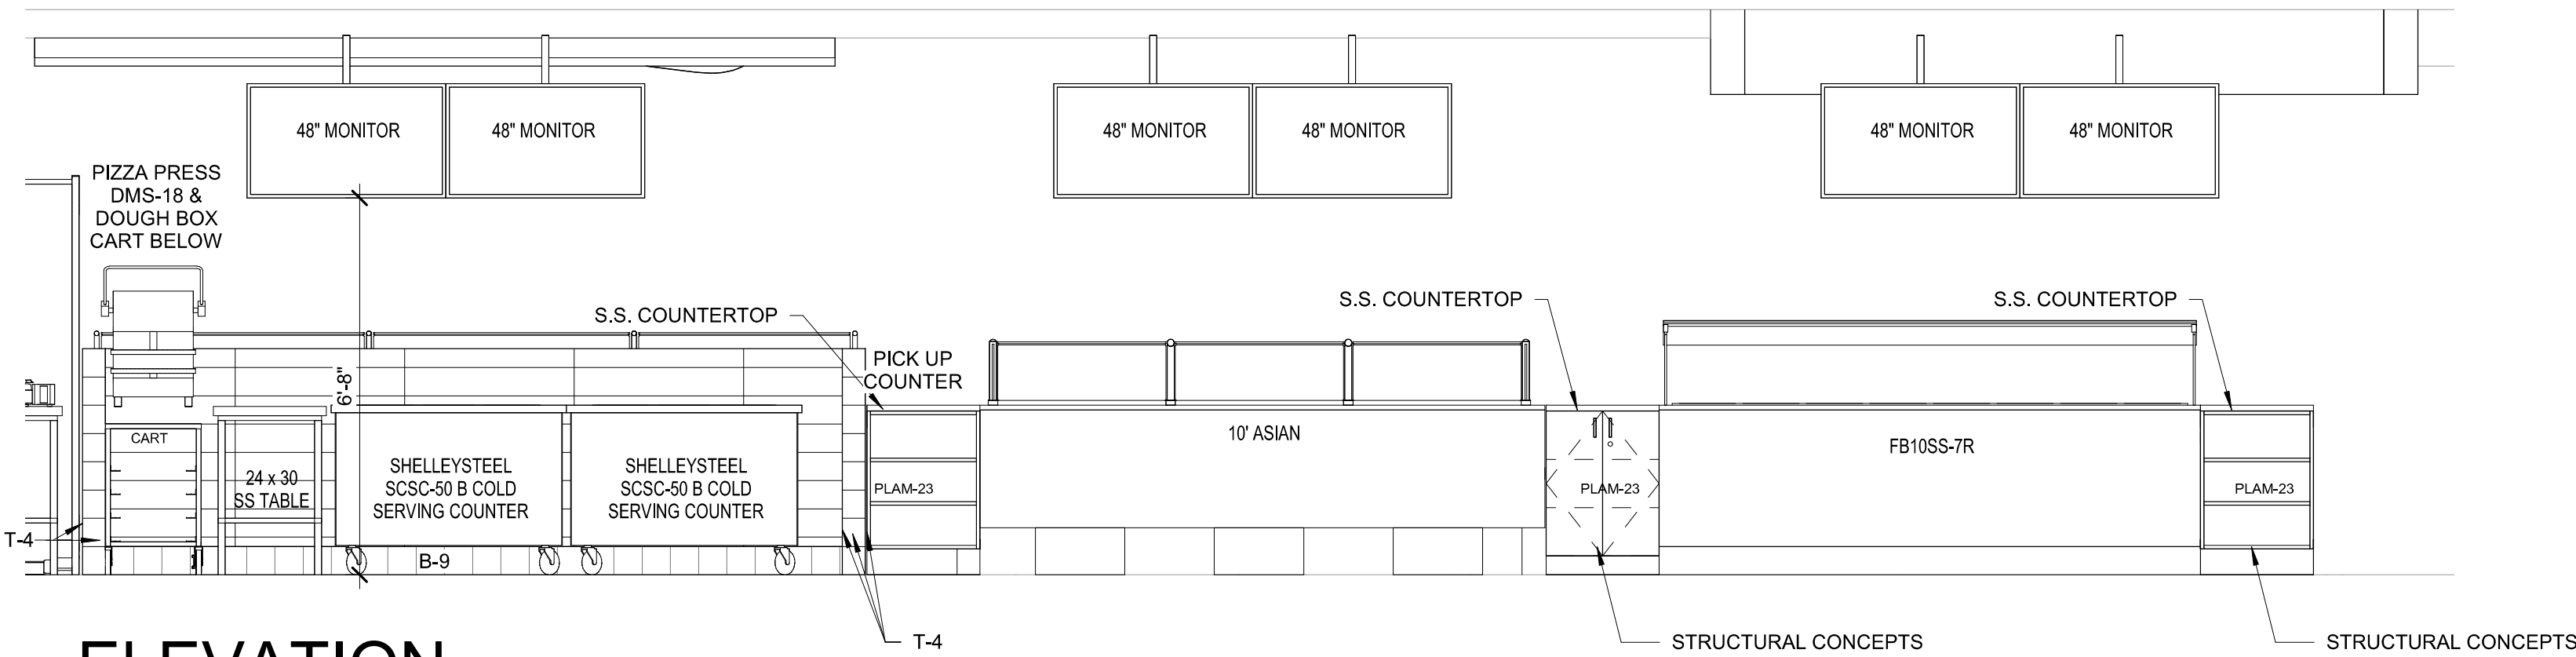 48" MONITOR
48" MONITOR
48" MONITOR
48" MONITOR
48" MONITOR
48" MONITOR
PIZZA PRESS
DMS-18 &
DOUGH BOX
CART BELOW
S.S. COUNTERTOP
S.S. COUNTERTOP
S.S. COUNTERTOP
PICK UP
COUNTER
6'-8"
CART
24 x 30
SS TABLE
SHELLEYSTEEL
SCSC-50 B COLD
SERVING COUNTER
SHELLEYSTEEL
SCSC-50 B COLD
SERVING COUNTER
PLAM-23
10' ASIAN
PLAM-23
FB10SS-7R
PLAM-23
T-4
B-9
T-4
STRUCTURAL CONCEPTS
STRUCTURAL CONCEPTS
ELEVATION